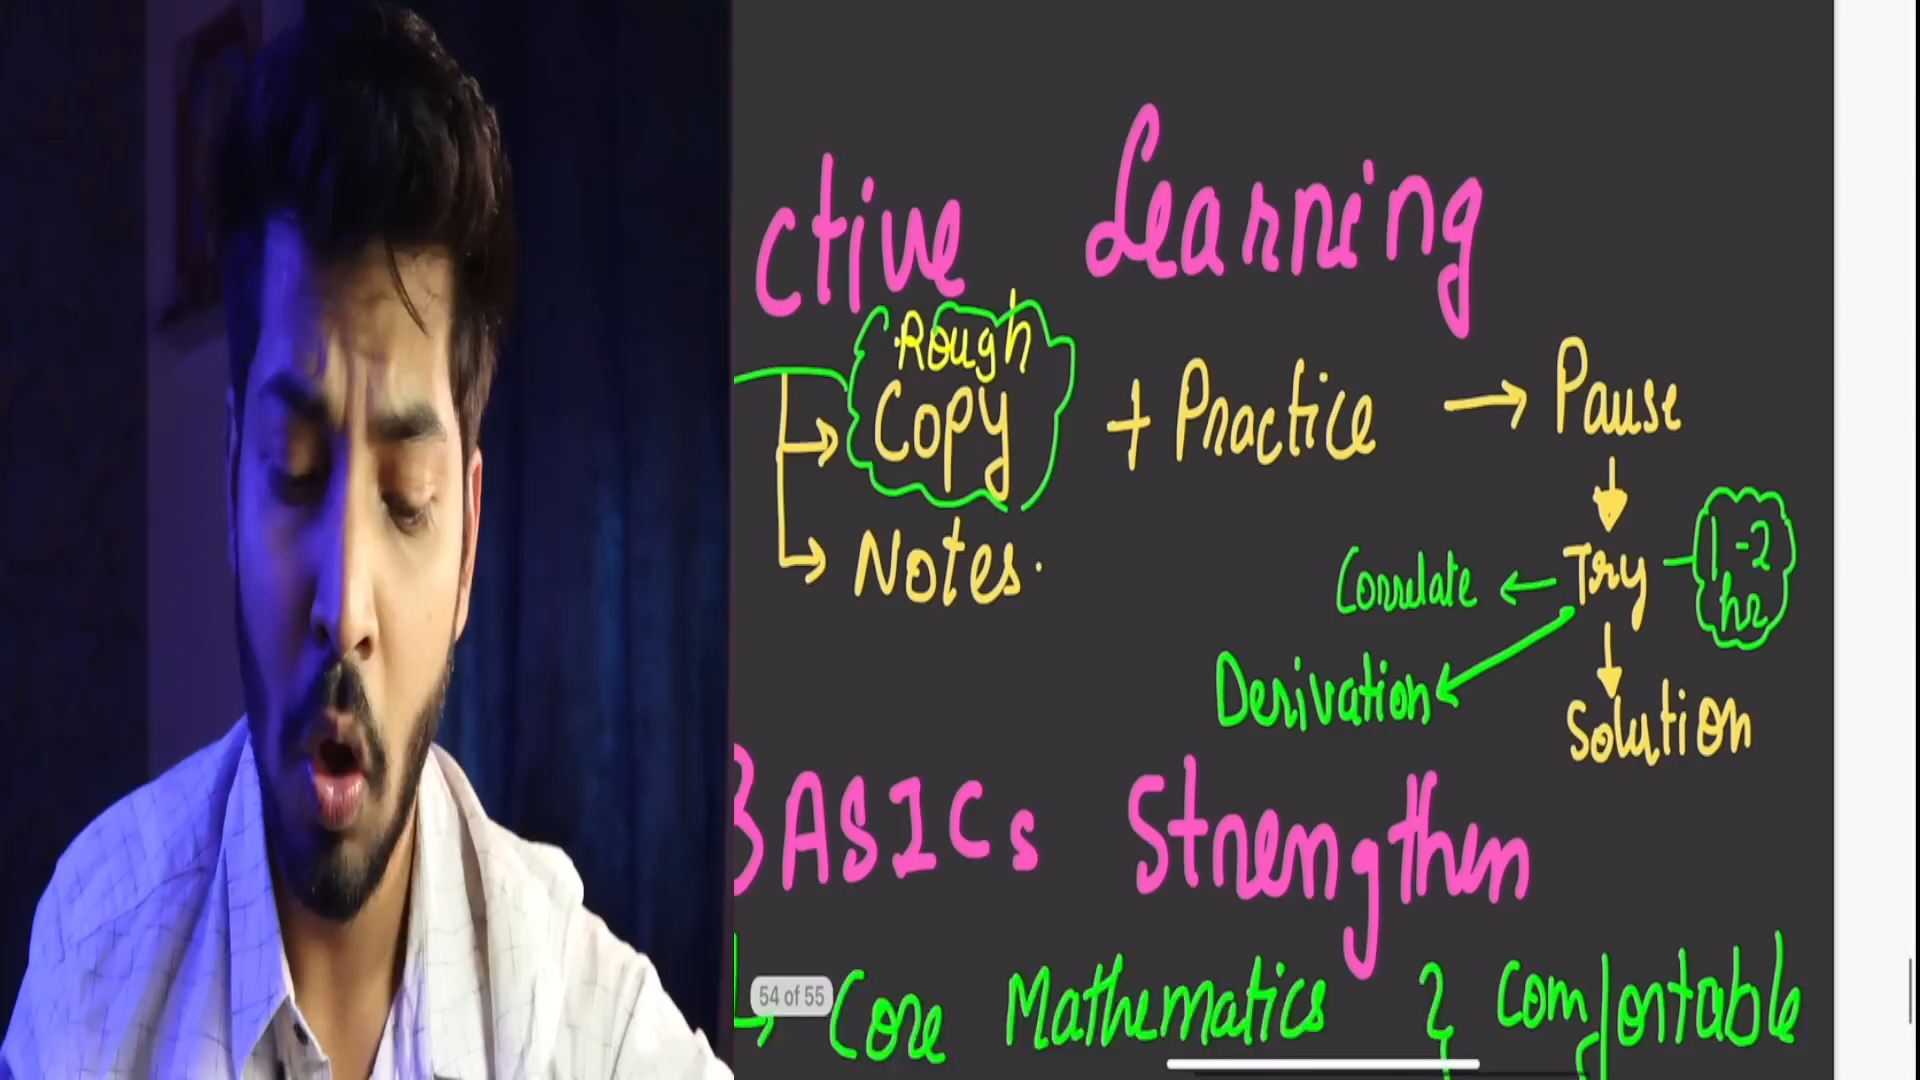 ctive Learning
Rough
Copy + Practice → Pause
Notes.
Correlate ← Try - 1-2 hr
Derivation
Solution
BASICs Strengthen
54 of 55
Core Mathematics & comfortable